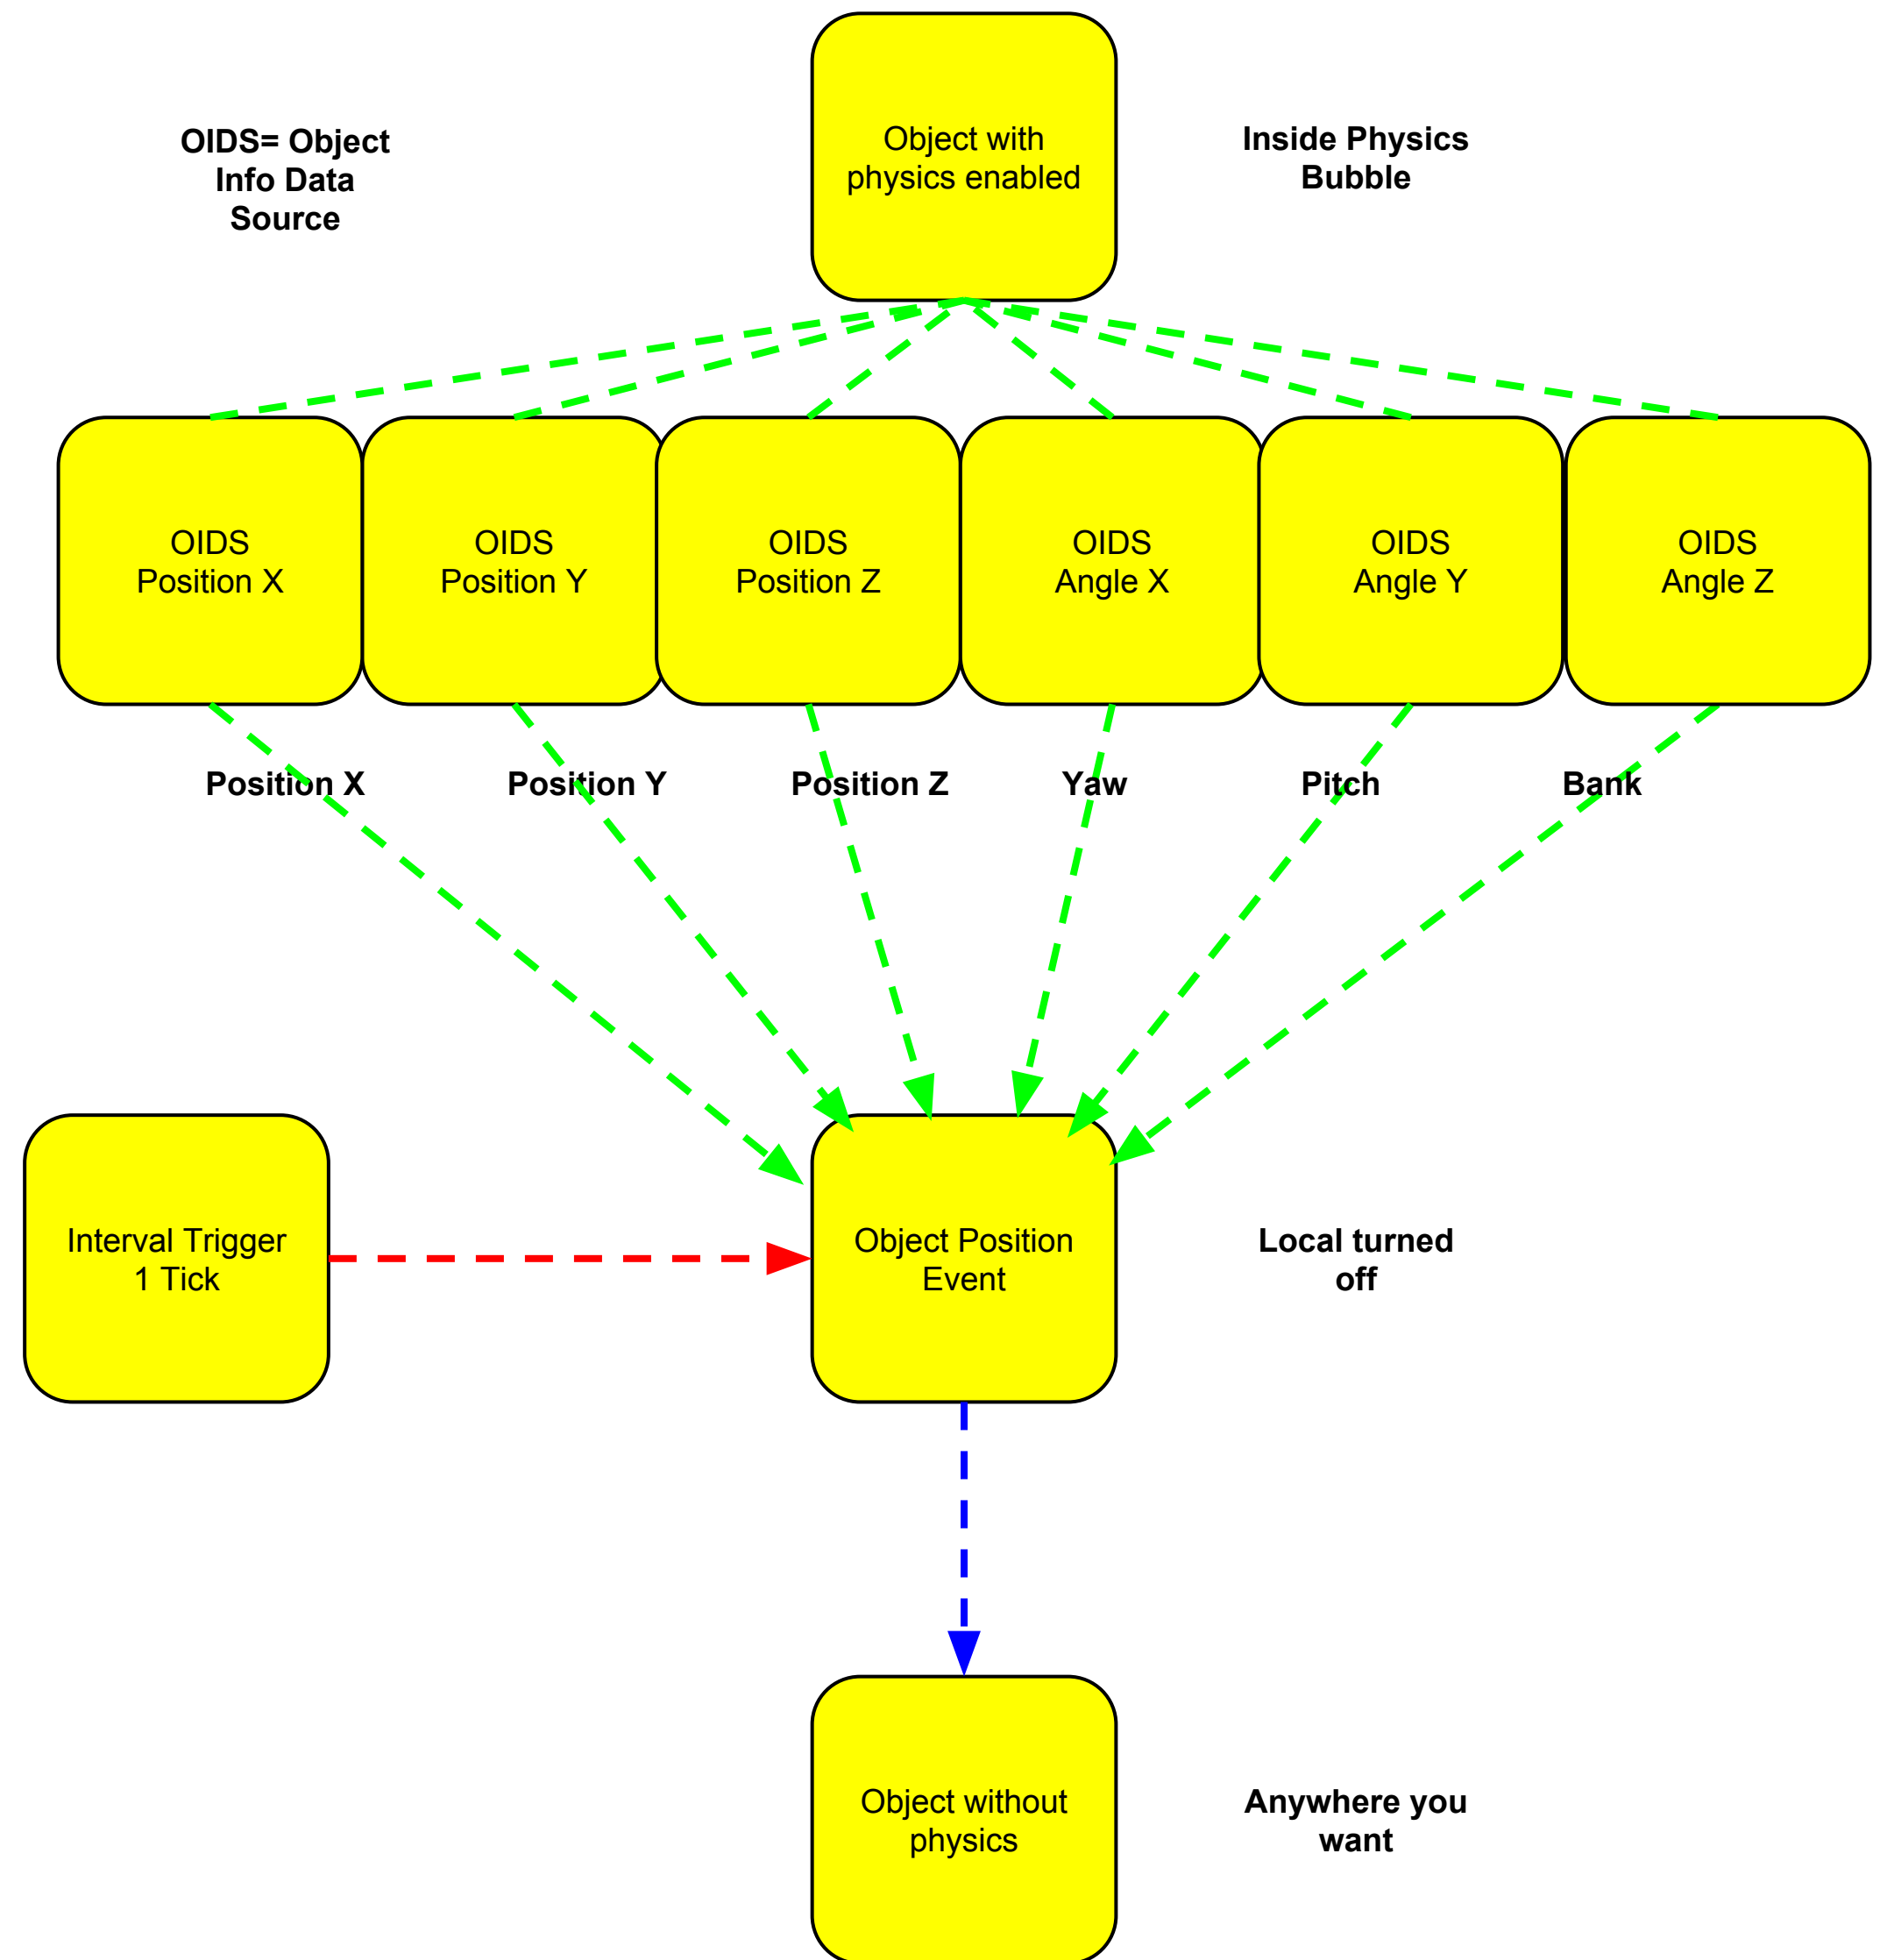 OIDS= Object
Info Data
Source
Object with
physics enabled
Inside Physics
Bubble
OIDS
Position X
OIDS
Position Y
OIDS
Position Z
OIDS
Angle X
OIDS
Angle Y
OIDS
Angle Z
Position X
Position Y
Position Z
Yaw
Pitch
Bank
Interval Trigger
1 Tick
Object Position
Event
Local turned
off
Object without
physics
Anywhere you
want